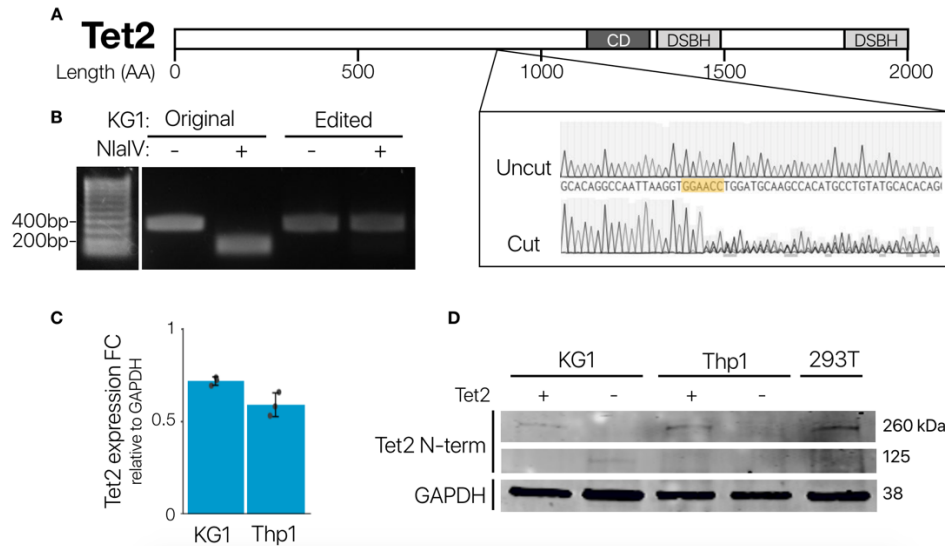 A
Tet2
CD DSBH DSBH
Length (AA) 0 500 1000 1500 2000
B
KG1: Original Edited
NlaIV: - + - +
400bp-
200bp-
Uncut
GCACAGGCCAATTAAGGTGGAACCTGGATGCAAGCCACATGCCTGTATGCACACAG
Cut
C
Tet2 expression FC
relative to GAPDH
1
0.5
0
KG1 Thp1
D
KG1 Thp1 293T
Tet2 + - + -
Tet2 N-term
260 kDa
125
GAPDH 38